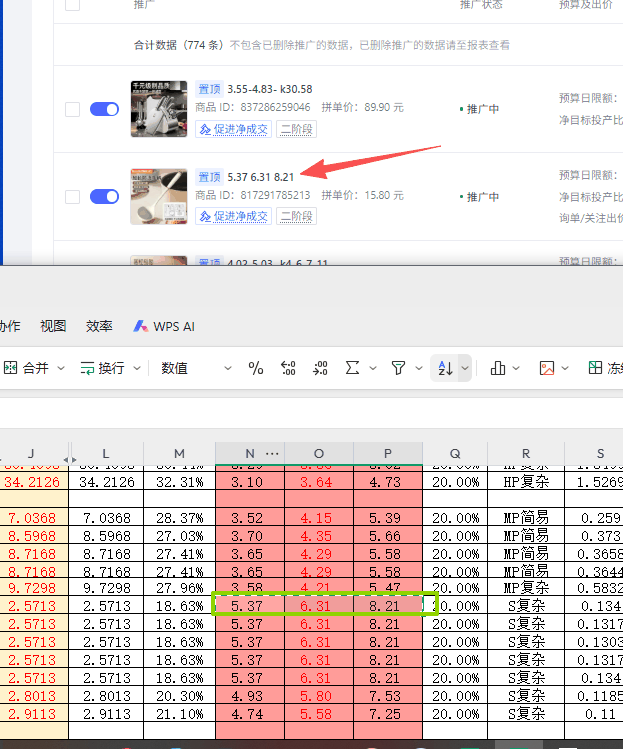 推广
推广状态
预算及出价
合计数据（774 条）不包含已删除推广的数据，已删除推广的数据请至报表查看
千元级制品质
置顶 3.55-4.83- k30.58
商品 ID：837286259046 拼单价：89.90 元
促进净成交 二阶段
推广中
预算日限额：
净目标投产比
置顶 5.37 6.31 8.21
商品 ID：817291785213 拼单价：15.80 元
促进净成交 二阶段
推广中
预算日限额：
净目标投产比
询单/关注出价
置顶 4.02-5.03- k4-6-7-11
预算日限额：
协作 视图 效率 WPS AI
合并 换行 数值 % 冻结
J L M N O P Q R S
34.2126 34.2126 32.31% 3.10 3.64 4.73 20.00% HP复杂 1.5269
7.0368 7.0368 28.37% 3.52 4.15 5.39 20.00% MP简易 0.259
8.5968 8.5968 27.03% 3.70 4.35 5.66 20.00% MP简易 0.373
8.7168 8.7168 27.41% 3.65 4.29 5.58 20.00% MP简易 0.3658
8.7168 8.7168 27.41% 3.65 4.29 5.58 20.00% MP简易 0.3644
9.7298 9.7298 27.96% 3.58 4.21 5.47 20.00% MP复杂 0.5832
2.5713 2.5713 18.63% 5.37 6.31 8.21 20.00% S复杂 0.134
2.5713 2.5713 18.63% 5.37 6.31 8.21 20.00% S复杂 0.1317
2.5713 2.5713 18.63% 5.37 6.31 8.21 20.00% S复杂 0.1303
2.5713 2.5713 18.63% 5.37 6.31 8.21 20.00% S复杂 0.1317
2.5713 2.5713 18.63% 5.37 6.31 8.21 20.00% S复杂 0.134
2.8013 2.8013 20.30% 4.93 5.80 7.53 20.00% S复杂 0.1185
2.9113 2.9113 21.10% 4.74 5.58 7.25 20.00% S复杂 0.11